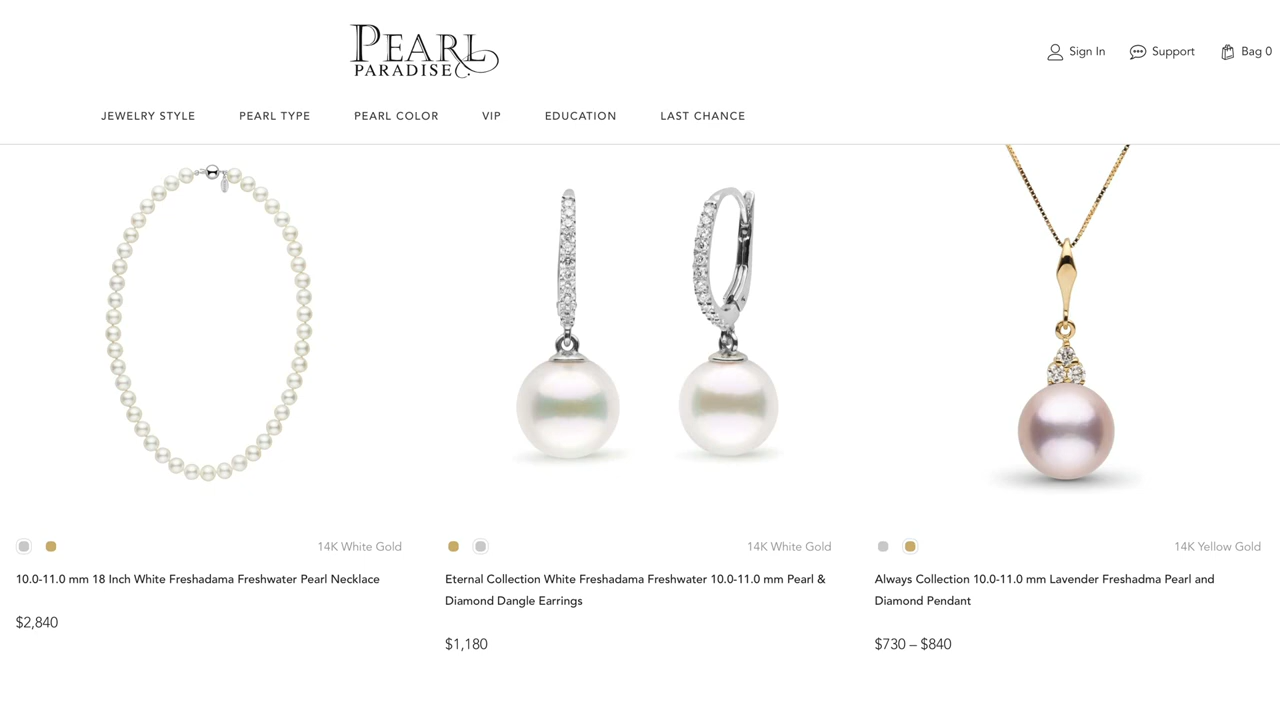 PEARL
PARADISE
Sign In
Support
Bag 0
JEWELRY STYLE
PEARL TYPE
PEARL COLOR
VIP
EDUCATION
LAST CHANCE
14K White Gold
10.0-11.0 mm 18 Inch White Freshadama Freshwater Pearl Necklace
$2,840
14K White Gold
Eternal Collection White Freshadama Freshwater 10.0-11.0 mm Pearl &
Diamond Dangle Earrings
$1,180
14K Yellow Gold
Always Collection 10.0-11.0 mm Lavender Freshadma Pearl and
Diamond Pendant
$730 – $840